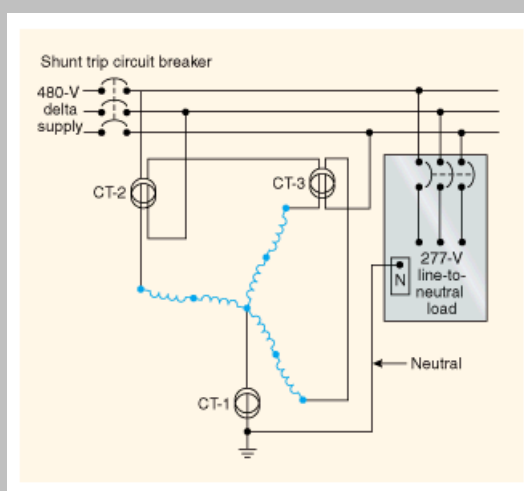 Shunt trip circuit breaker
480-V
delta
supply
CT-2
CT-3
277-V
line-to-
neutral
load
N
Neutral
CT-1